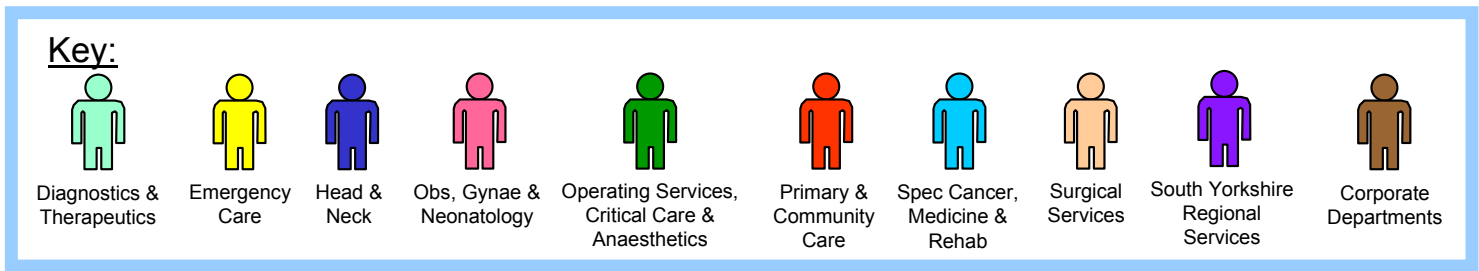 Key:
Diagnostics &
Therapeutics
Emergency
Care
Head &
Neck
Obs, Gynae &
Neonatology
Operating Services,
Critical Care &
Anaesthetics
Primary &
Community
Care
Spec Cancer,
Medicine &
Rehab
Surgical
Services
South Yorkshire
Regional
Services
Corporate
Departments